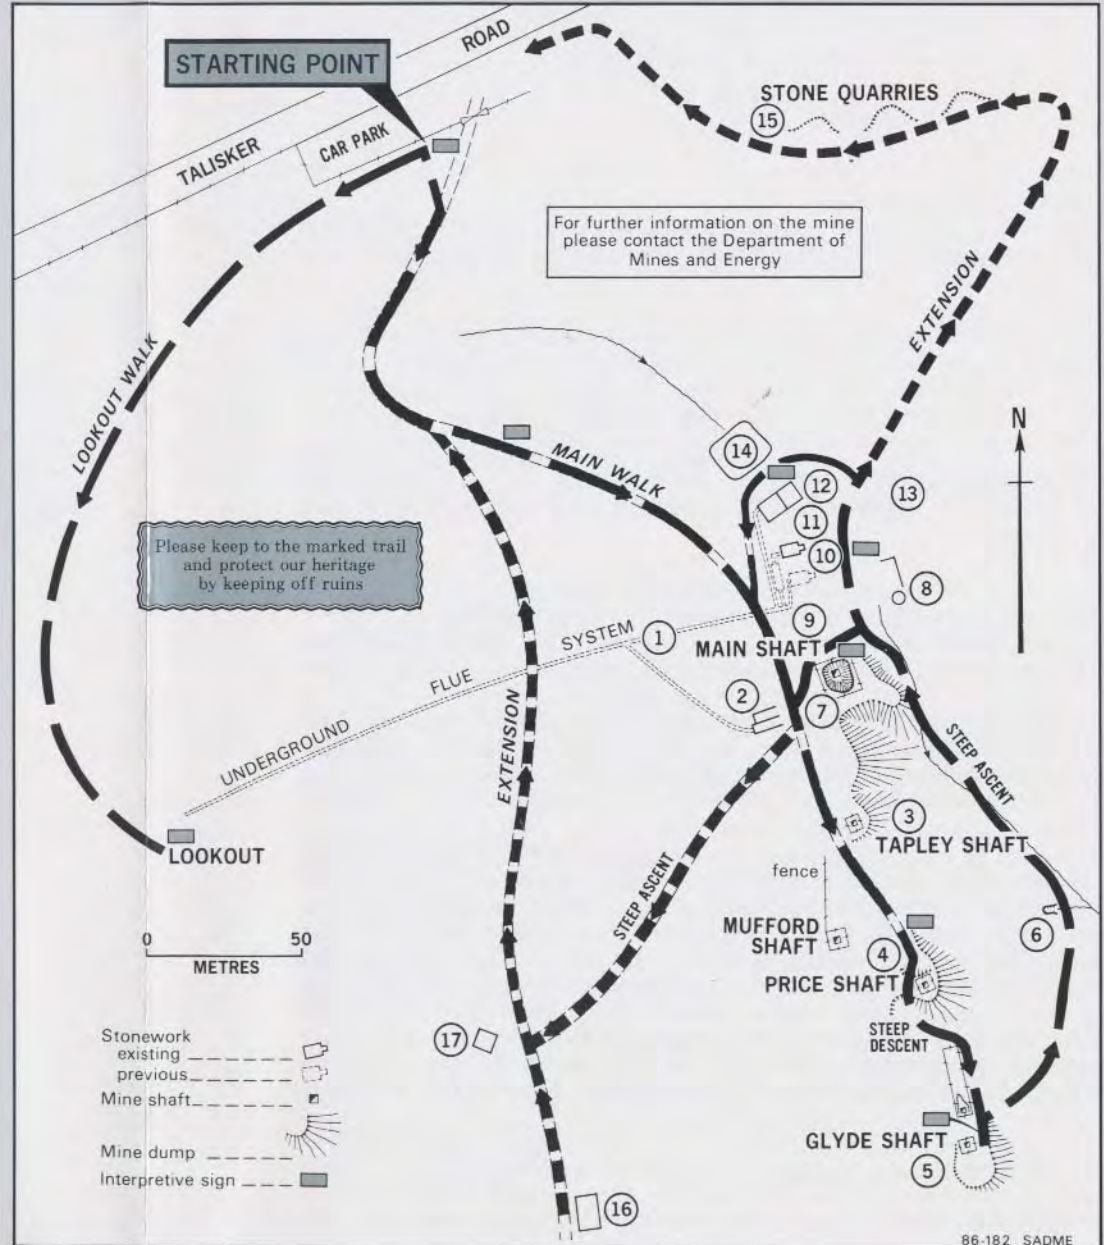 STARTING POINT
ROAD
TALISKER
CAR PARK
STONE QUARRIES
15
For further information on the mine
please contact the Department of
Mines and Energy
EXTENSION
LOOKOUT WALK
N
MAIN WALK
14
12
13
11
10
8
Please keep to the marked trail
and protect our heritage
by keeping off ruins
UNDERGROUND FLUE SYSTEM
1
9
MAIN SHAFT
2
7
STEEP ASCENT
EXTENSION
3
TAPLEY SHAFT
LOOKOUT
fence
STEEP ASCENT
MUFFORD
SHAFT
6
4
PRICE SHAFT
0 50
METRES
STEEP
DESCENT
17
Stonework
existing
previous
Mine shaft
Mine dump
Interpretive sign
GLYDE SHAFT
5
16
86-182 SADME